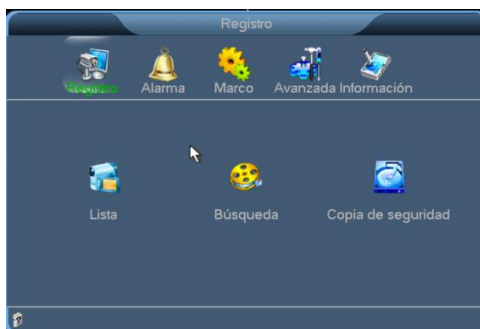 Registro
Registro Alarma Marco Avanzada Información
Lista Búsqueda Copia de seguridad